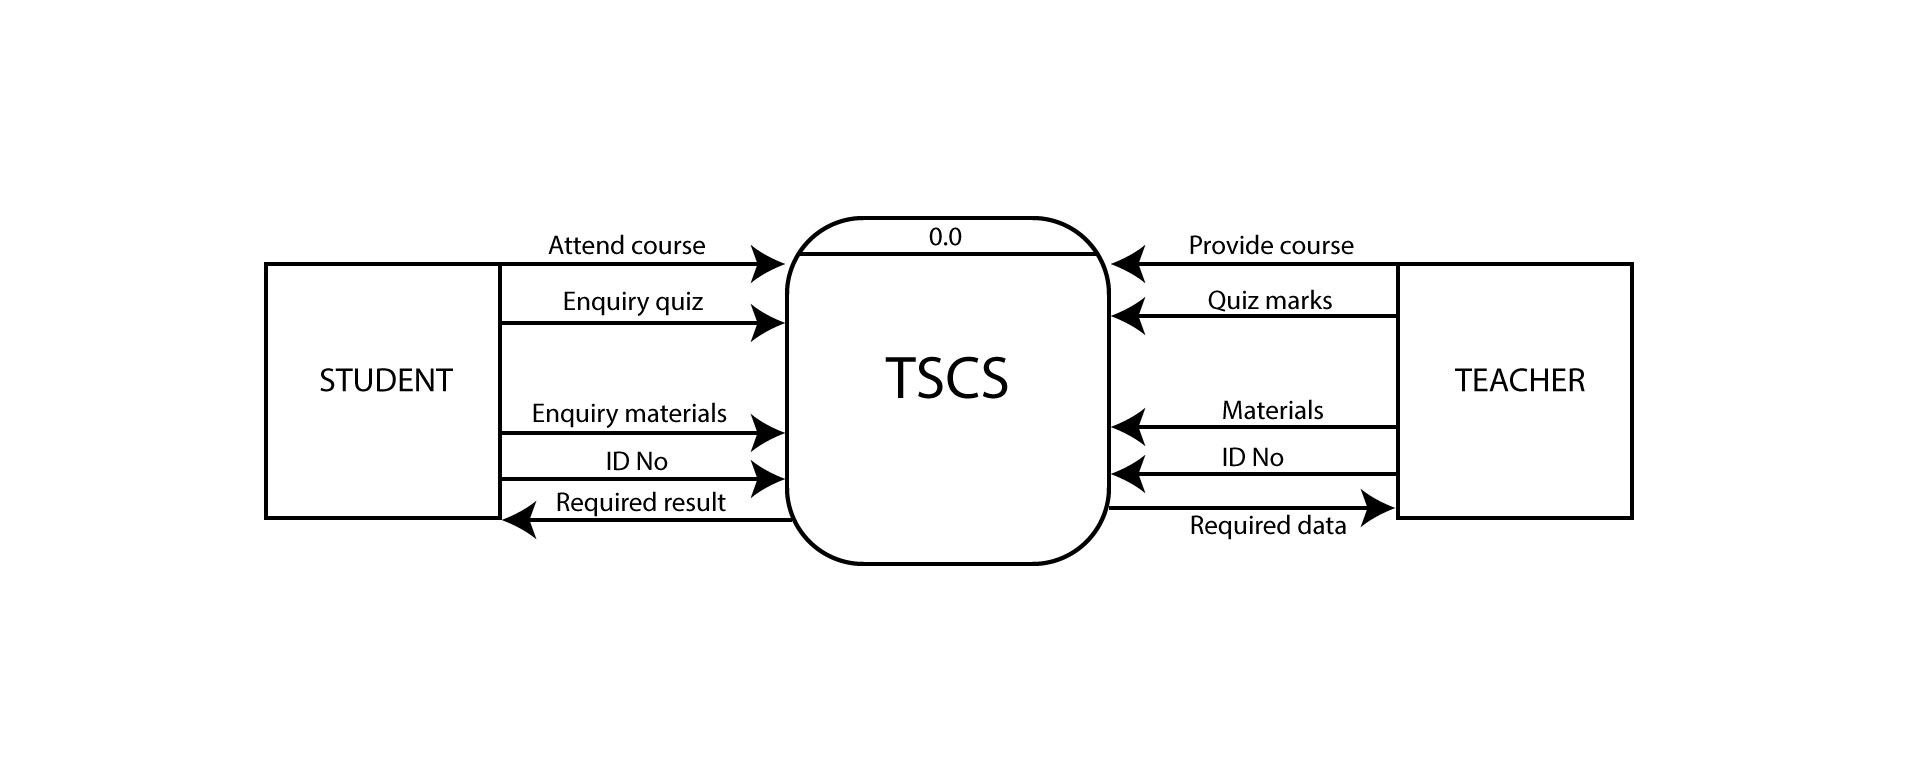 0.0
Attend course
Provide course
Enquiry quiz
Quiz marks
STUDENT
TSCS
TEACHER
Enquiry materials
Materials
ID No
ID No
Required result
Required data